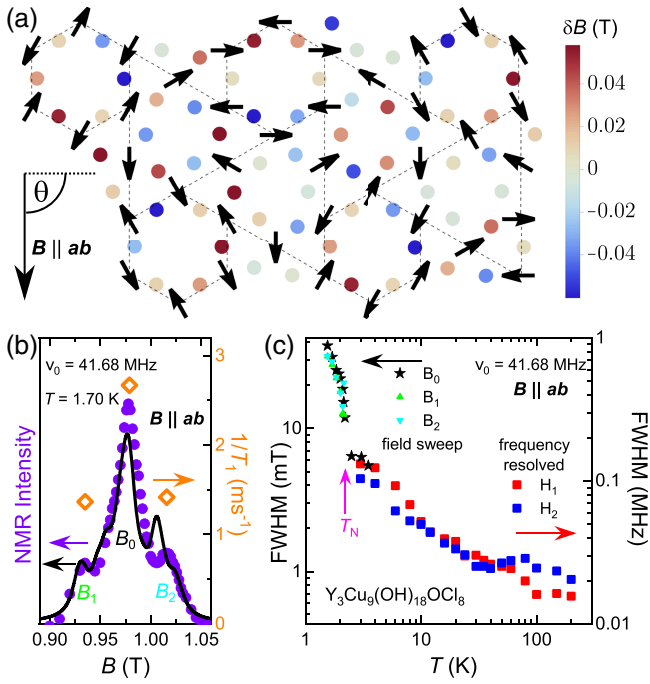 (a)
δB (T)
0.04
0.02
0
−0.02
−0.04
θ
B || ab
(b)
ν0 = 41.68 MHz
T = 1.70 K
B || ab
B0
B1
B2
NMR Intensity
1/T1 (ms-1)
3
2
1
0
0.90 0.95 1.00 1.05
B (T)
(c)
ν0 = 41.68 MHz
B || ab
B0
B1
B2
field sweep
frequency
resolved
H1
H2
TN
Y3Cu9(OH)18OCl8
FWHM (mT)
10
1
FWHM (MHz)
1
0.1
0.01
1 10 100
T (K)